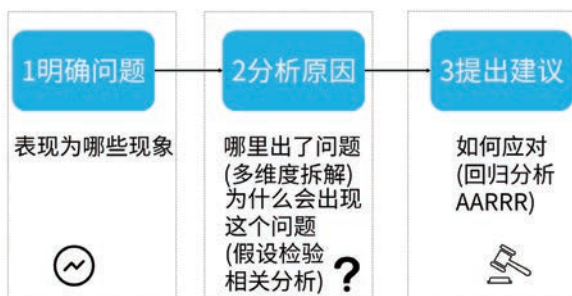 1明确问题
表现为哪些现象
2分析原因
哪里出了问题
(多维度拆解)
为什么会出现
这个问题
(假设检验
相关分析)
?
3提出建议
如何应对
(回归分析
AARRR)